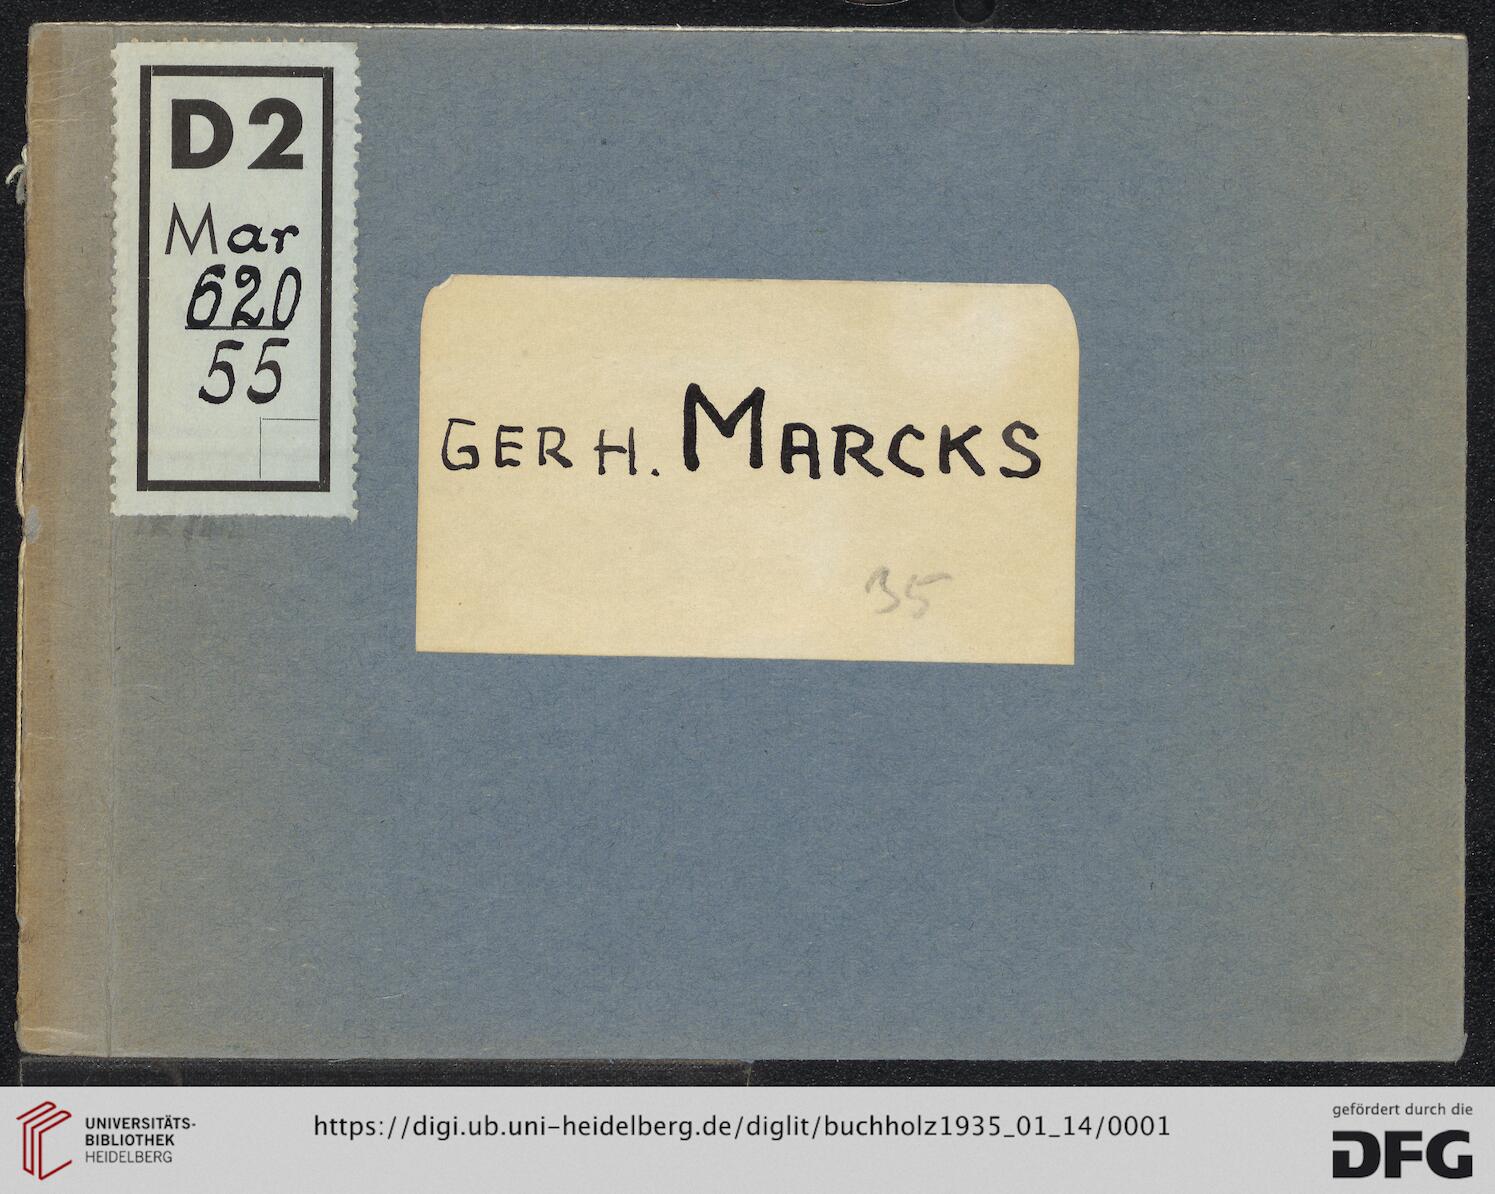 D2
Mar
620
55
GERH. MARCKS
35
UNIVERSITÄTS-
BIBLIOTHEK
HEIDELBERG
https://digi.ub.uni-heidelberg.de/diglit/buchholz1935_01_14/0001
gefördert durch die
DFG